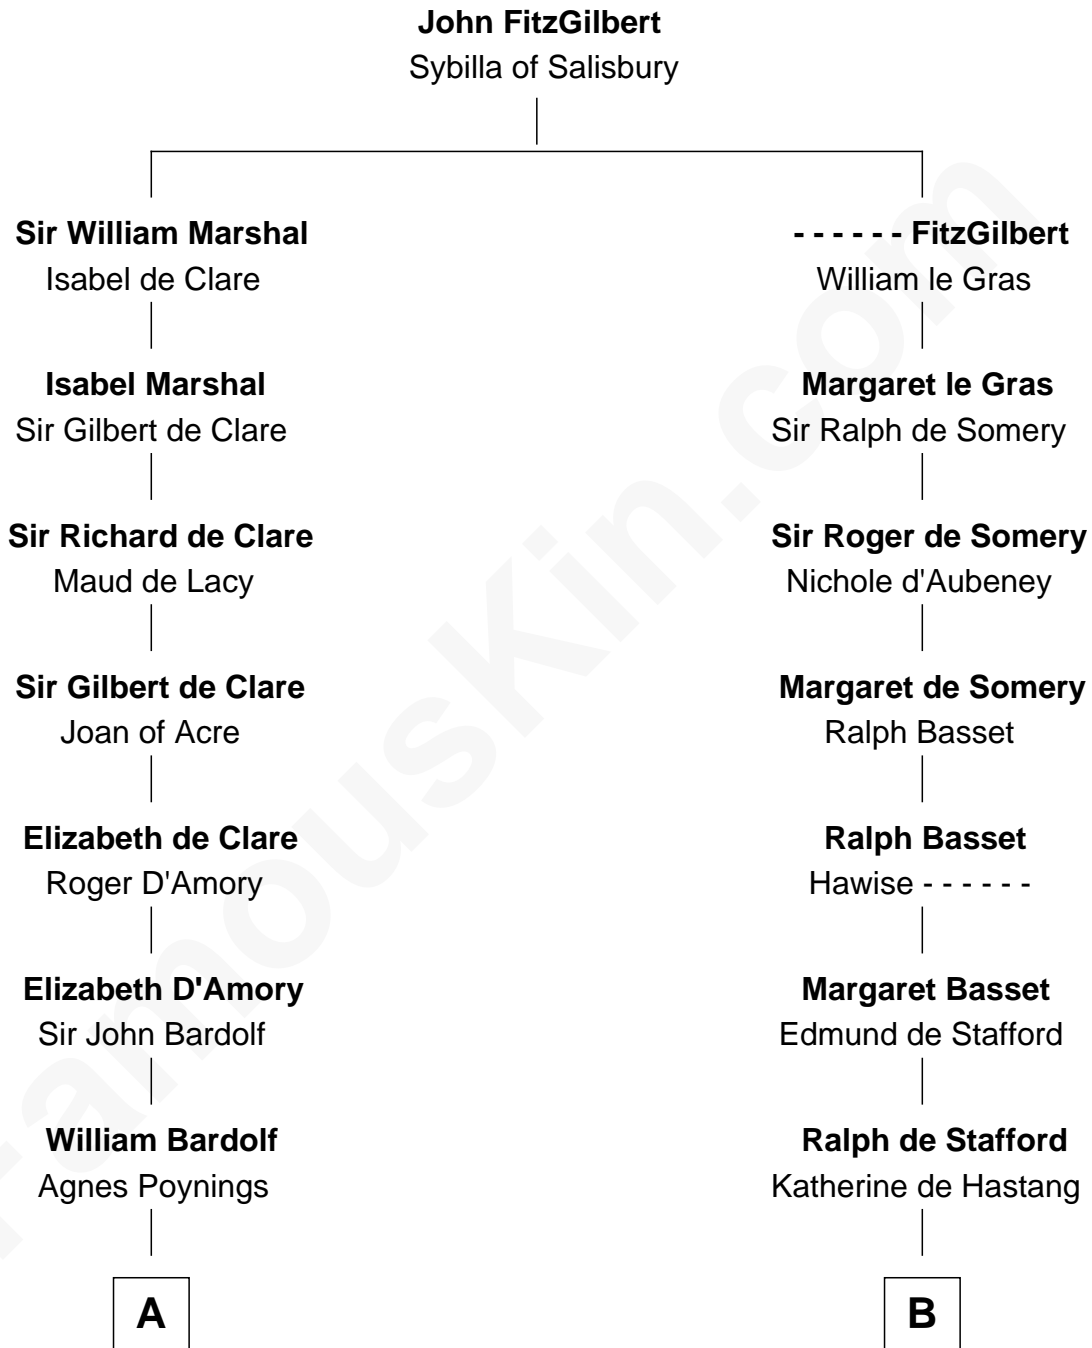 John FitzGilbert
Sybilla of Salisbury
Sir William Marshal
Isabel de Clare
Isabel Marshal
Sir Gilbert de Clare
Sir Richard de Clare
Maud de Lacy
Sir Gilbert de Clare
Joan of Acre
Elizabeth de Clare
Roger D'Amory
Elizabeth D'Amory
Sir John Bardolf
William Bardolf
Agnes Poynings
A
- - - - - - FitzGilbert
William le Gras
Margaret le Gras
Sir Ralph de Somery
Sir Roger de Somery
Nichole d'Aubeney
Margaret de Somery
Ralph Basset
Ralph Basset
Hawise - - - - - -
Margaret Basset
Edmund de Stafford
Ralph de Stafford
Katherine de Hastang
B
FamousKin.com